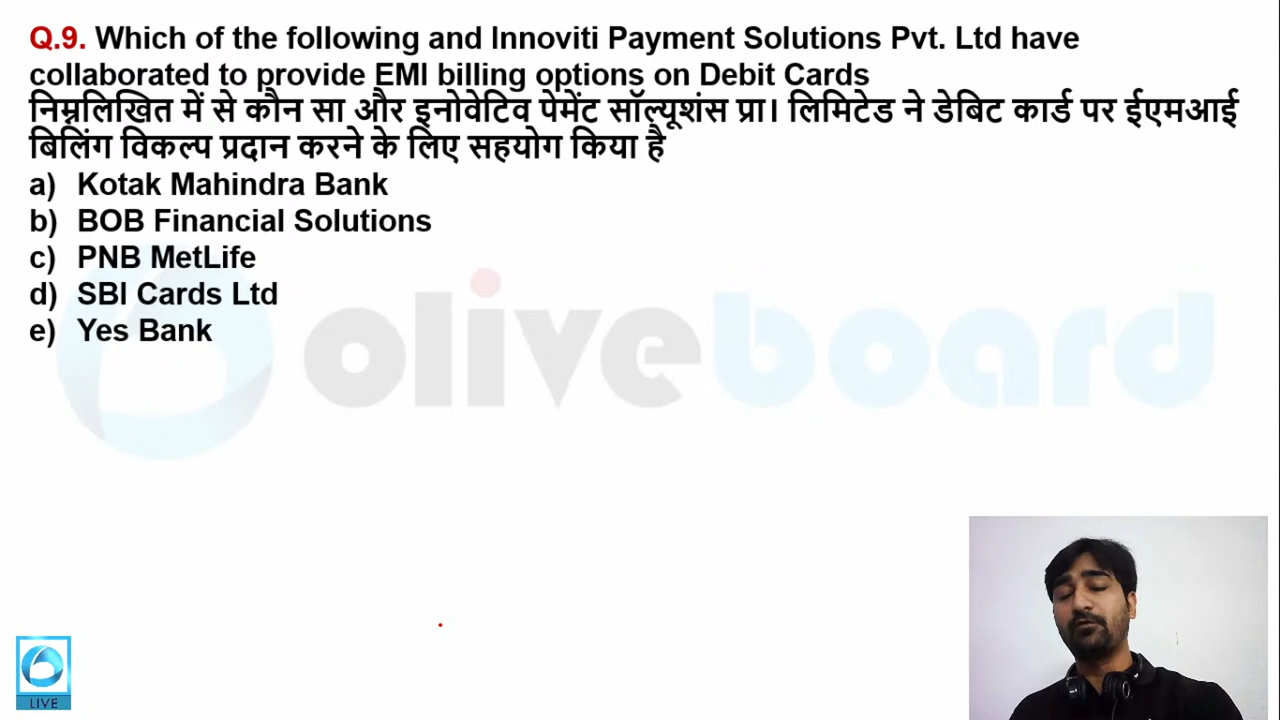 Q.9. Which of the following and Innoviti Payment Solutions Pvt. Ltd have
collaborated to provide EMI billing options on Debit Cards
निम्नलिखित में से कौन सा और इनोवेटिव पेमेंट सॉल्यूशंस प्रा। लिमिटेड ने डेबिट कार्ड पर ईएमआई
बिलिंग विकल्प प्रदान करने के लिए सहयोग किया है
a) Kotak Mahindra Bank
b) BOB Financial Solutions
c) PNB MetLife
d) SBI Cards Ltd
e) Yes Bank
oliveboard
LIVE